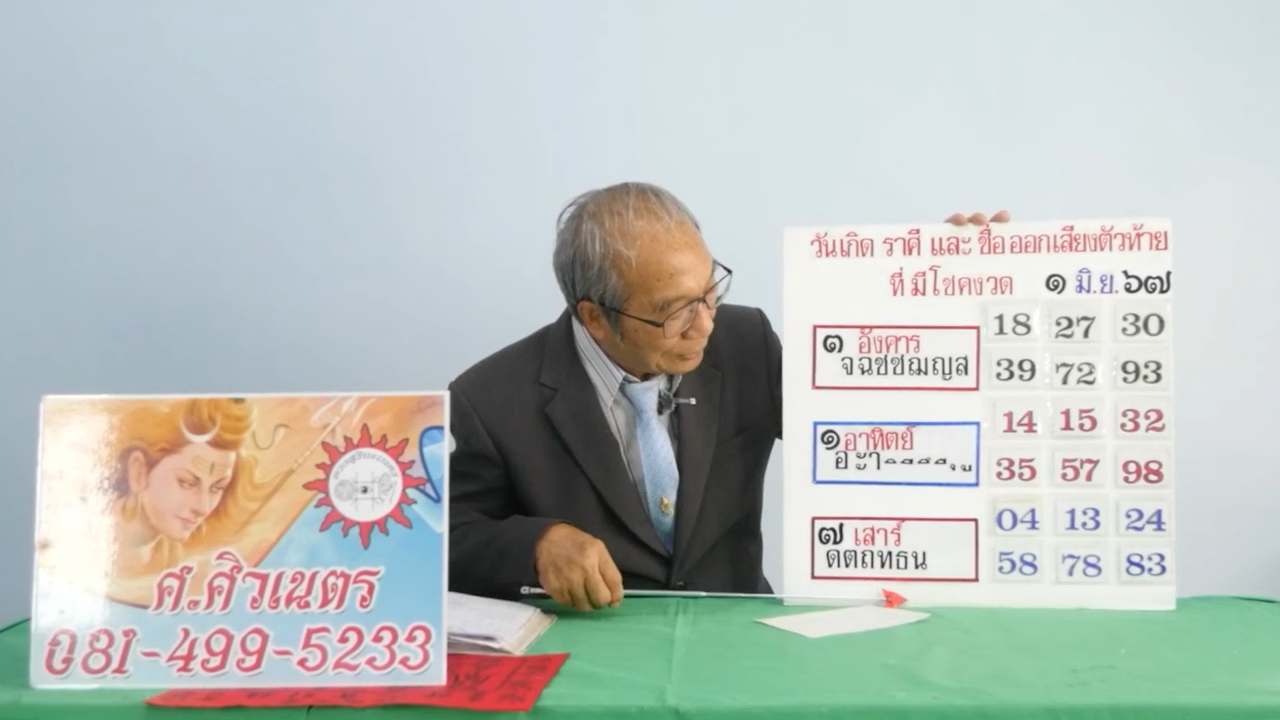 วันเกิด ราศี และ ชื่อ ออกเสียงตัวท้าย
ที่ มีโชคงวด ๑ มิ.ย.๖๗
๓ อังคาร
จฉชซฌญส
18 27 30
39 72 93
๑ อาทิตย์
14 15 32
35 57 98
๗ เสาร์
ดตถทธน
04 13 24
58 78 83
ศ.ศิวเนตร
081-499-5233